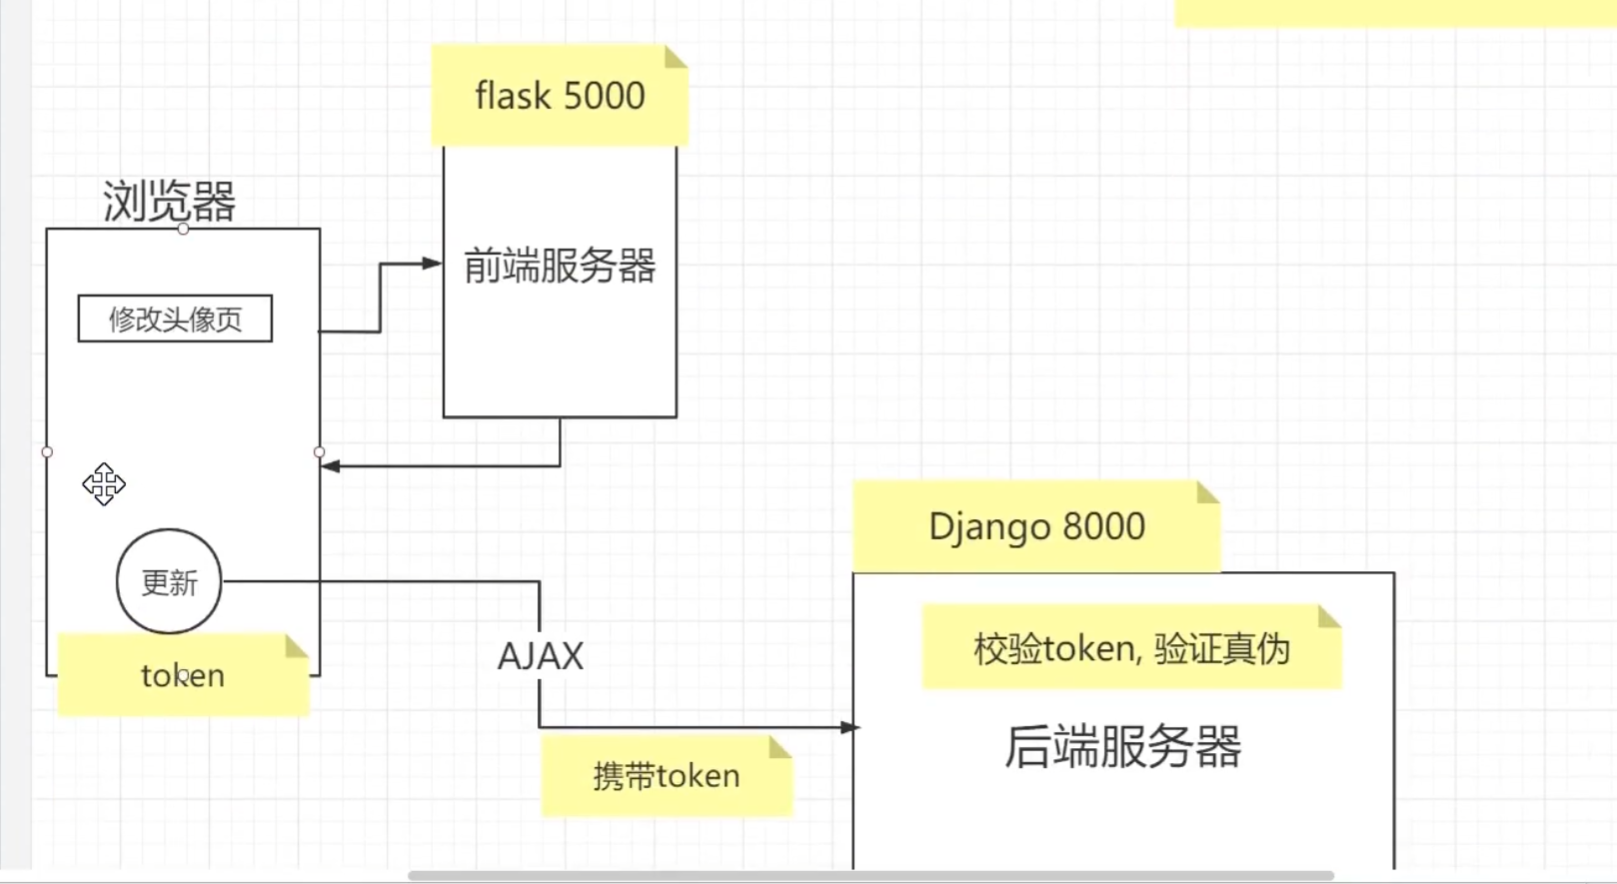 flask 5000
浏览器
前端服务器
修改头像页
Django 8000
更新
校验token, 验证真伪
AJAX
token
后端服务器
携带token